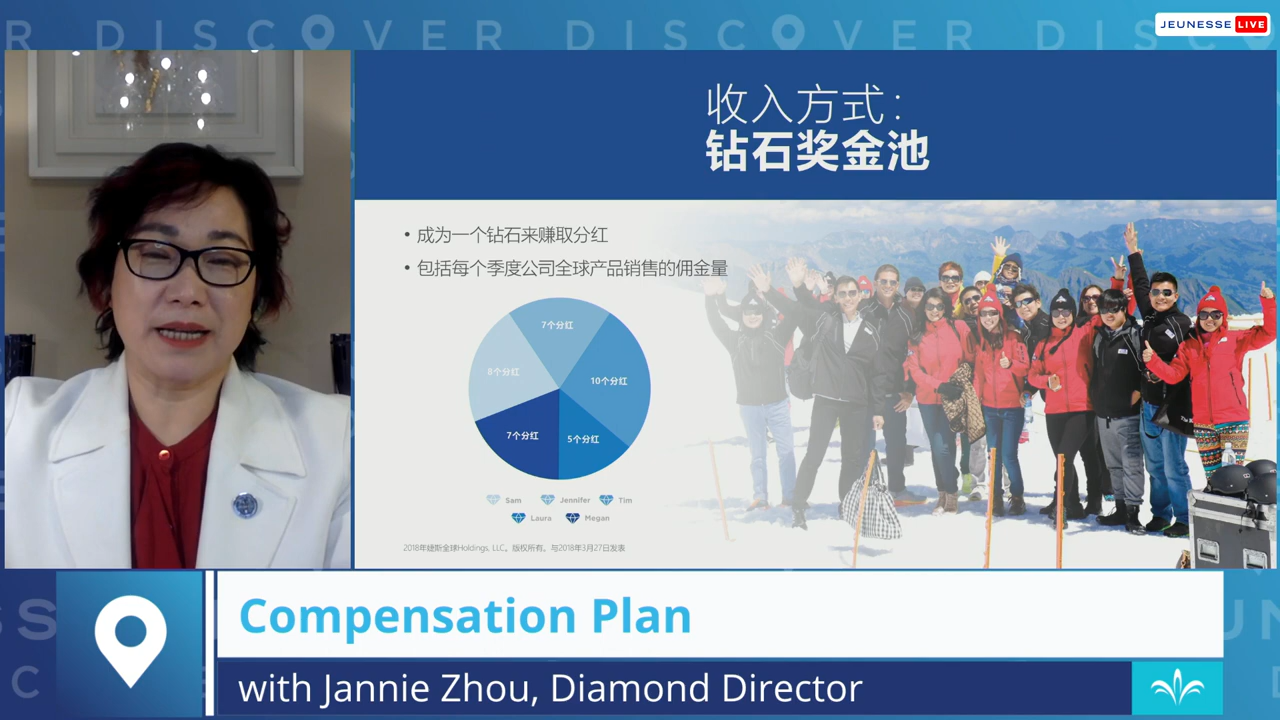 DISCOVER DISCOVER DISCO
JEUNESSE LIVE
收入方式：
钻石奖金池
• 成为一个钻石来赚取分红
• 包括每个季度公司全球产品销售的佣金量
7个分红
8个分红
10个分红
7个分红
5个分红
Sam Jennifer Tim
Laura Megan
2018年婕斯全球Holdings, LLC。版权所有。与2018年3月27日发表
Compensation Plan
with Jannie Zhou, Diamond Director